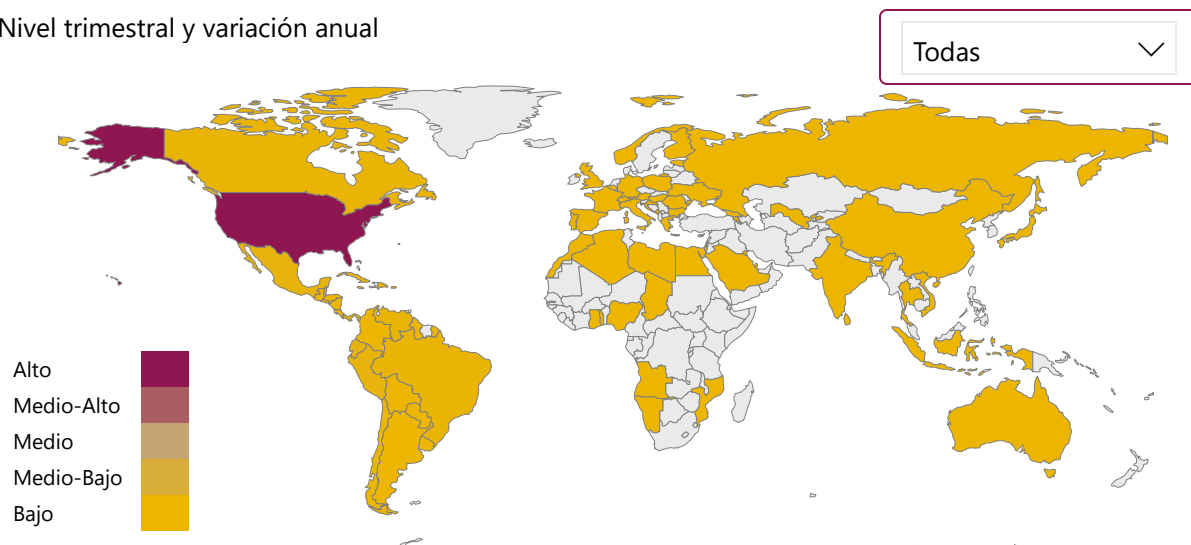 Nivel trimestral y variación anual
Todas
Alto
Medio-Alto
Medio
Medio-Bajo
Bajo